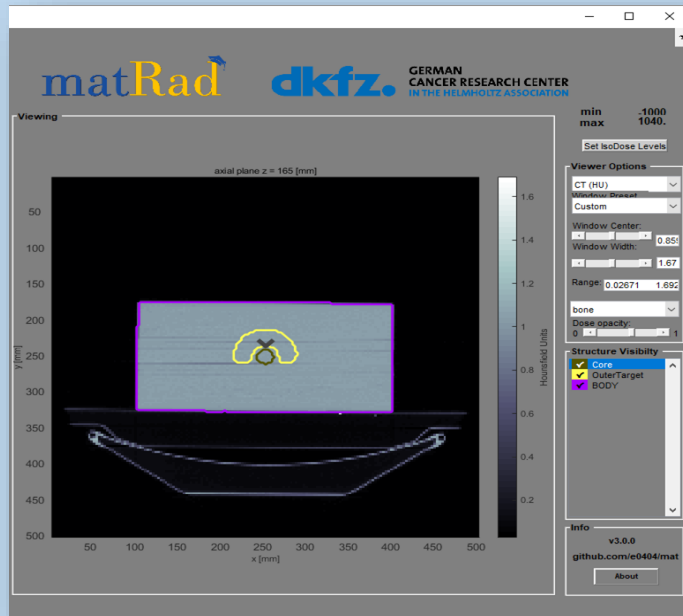 matRad
dkfz.
GERMAN
CANCER RESEARCH CENTER
IN THE HELMHOLTZ ASSOCIATION
min -1000
max 1040.
Set IsoDose Levels
Viewing
Viewer Options
CT (HU)
Window Preset
Custom
Window Center:
0.85
Window Width:
1.67
Range: 0.02671 1.692
bone
Dose opacity:
0 1
Structure Visibilty
Core
OuterTarget
BODY
Info
v3.0.0
github.com/e0404/mat
About
axial plane z = 165 [mm]
y [mm]
50
100
150
200
250
300
350
400
450
500
50 100 150 200 250 300 350 400 450 500
x [mm]
1.6
1.4
1.2
1
0.8
0.6
0.4
0.2
Hounsfield Units